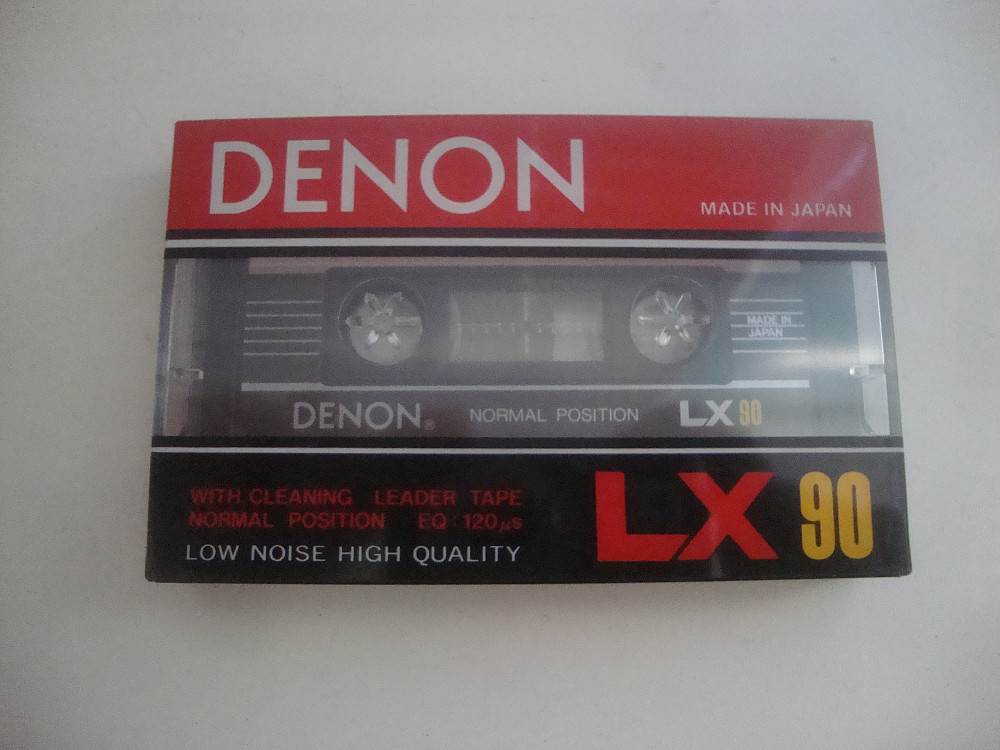 DENON
MADE IN JAPAN
MADE IN
JAPAN
DENON®
NORMAL POSITION
LX 90
WITH CLEANING LEADER TAPE
NORMAL POSITION EQ : 120μs
LOW NOISE HIGH QUALITY
LX 90